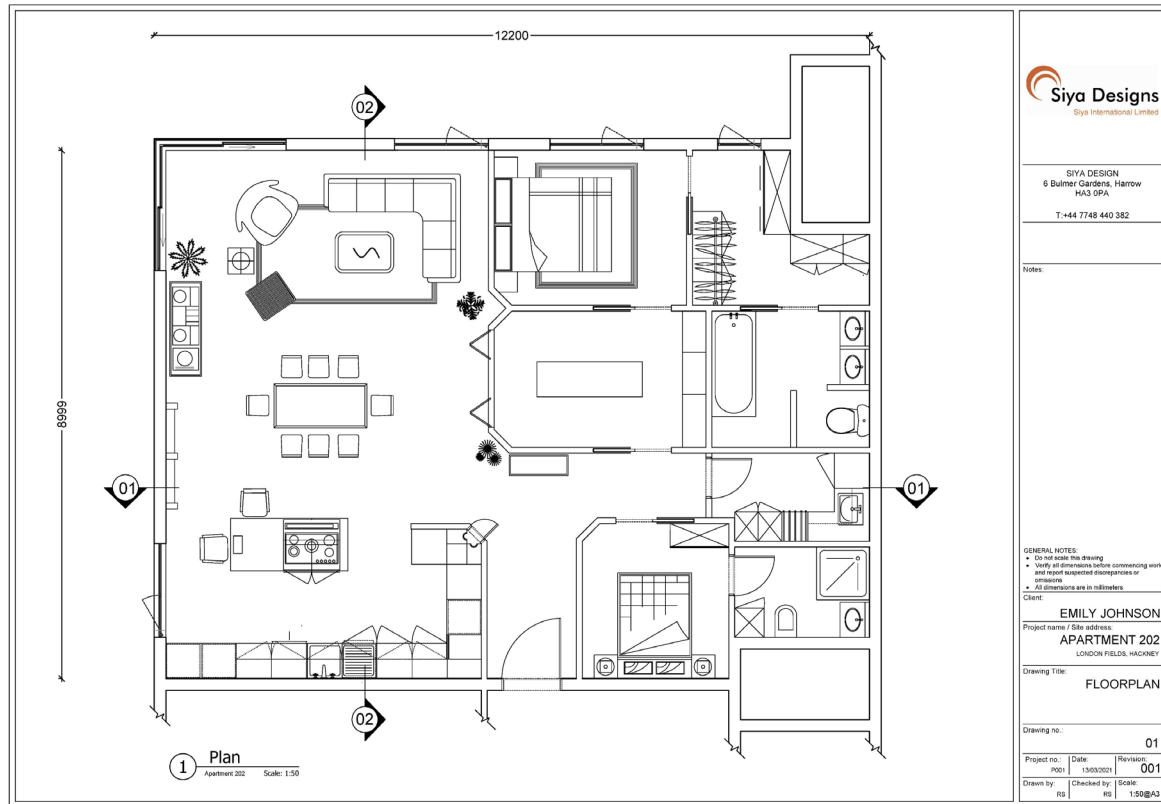 12200
02
8999
01
01
02
1
Plan
Apartment 202 Scale: 1:50
Siya Designs
Siya International Limited
SIYA DESIGN
6 Bulmer Gardens, Harrow
HA3 0PA
T:+44 7748 440 382
Notes:
GENERAL NOTES:
• Do not scale this drawing
• Verify all dimensions before commencing work
and report suspected discrepancies or
omissions
• All dimensions are in millimeters
Client:
EMILY JOHNSON
Project name / Site address:
APARTMENT 202
LONDON FIELDS, HACKNEY
Drawing Title:
FLOORPLAN
Drawing no.:
01
Project no.: Date: Revision:
P001 13/03/2021 001
Drawn by: Checked by: Scale:
RS RS 1:50@A3